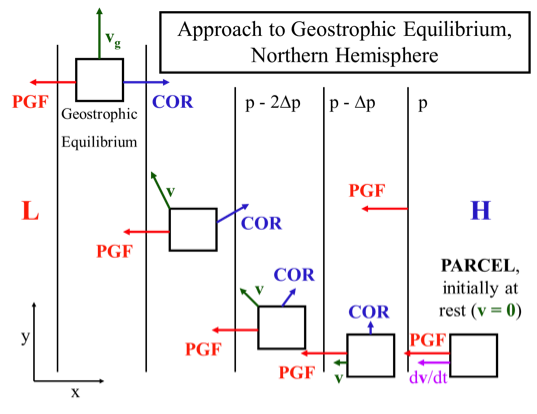 Approach to Geostrophic Equilibrium,
Northern Hemisphere
vg
PGF
COR
Geostrophic
Equilibrium
p - 2Δp
p - Δp
p
v
COR
PGF
L
PGF
H
PARCEL,
initially at
rest (v = 0)
COR
v
PGF
COR
PGF
v
PGF
dv/dt
y
x